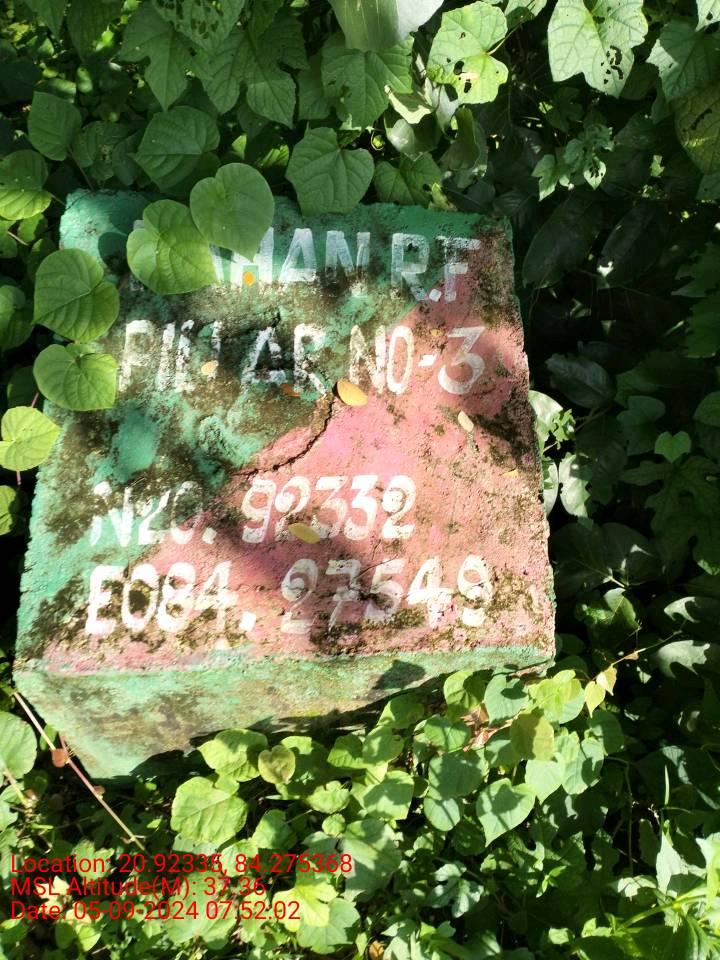 R.F
PILLAR NO-3
N20. 92332
E084. 27549
Location: 20.92335, 84.275368
MSL Altitude(M): 37.36
Date: 05-09-2024 07:52:02